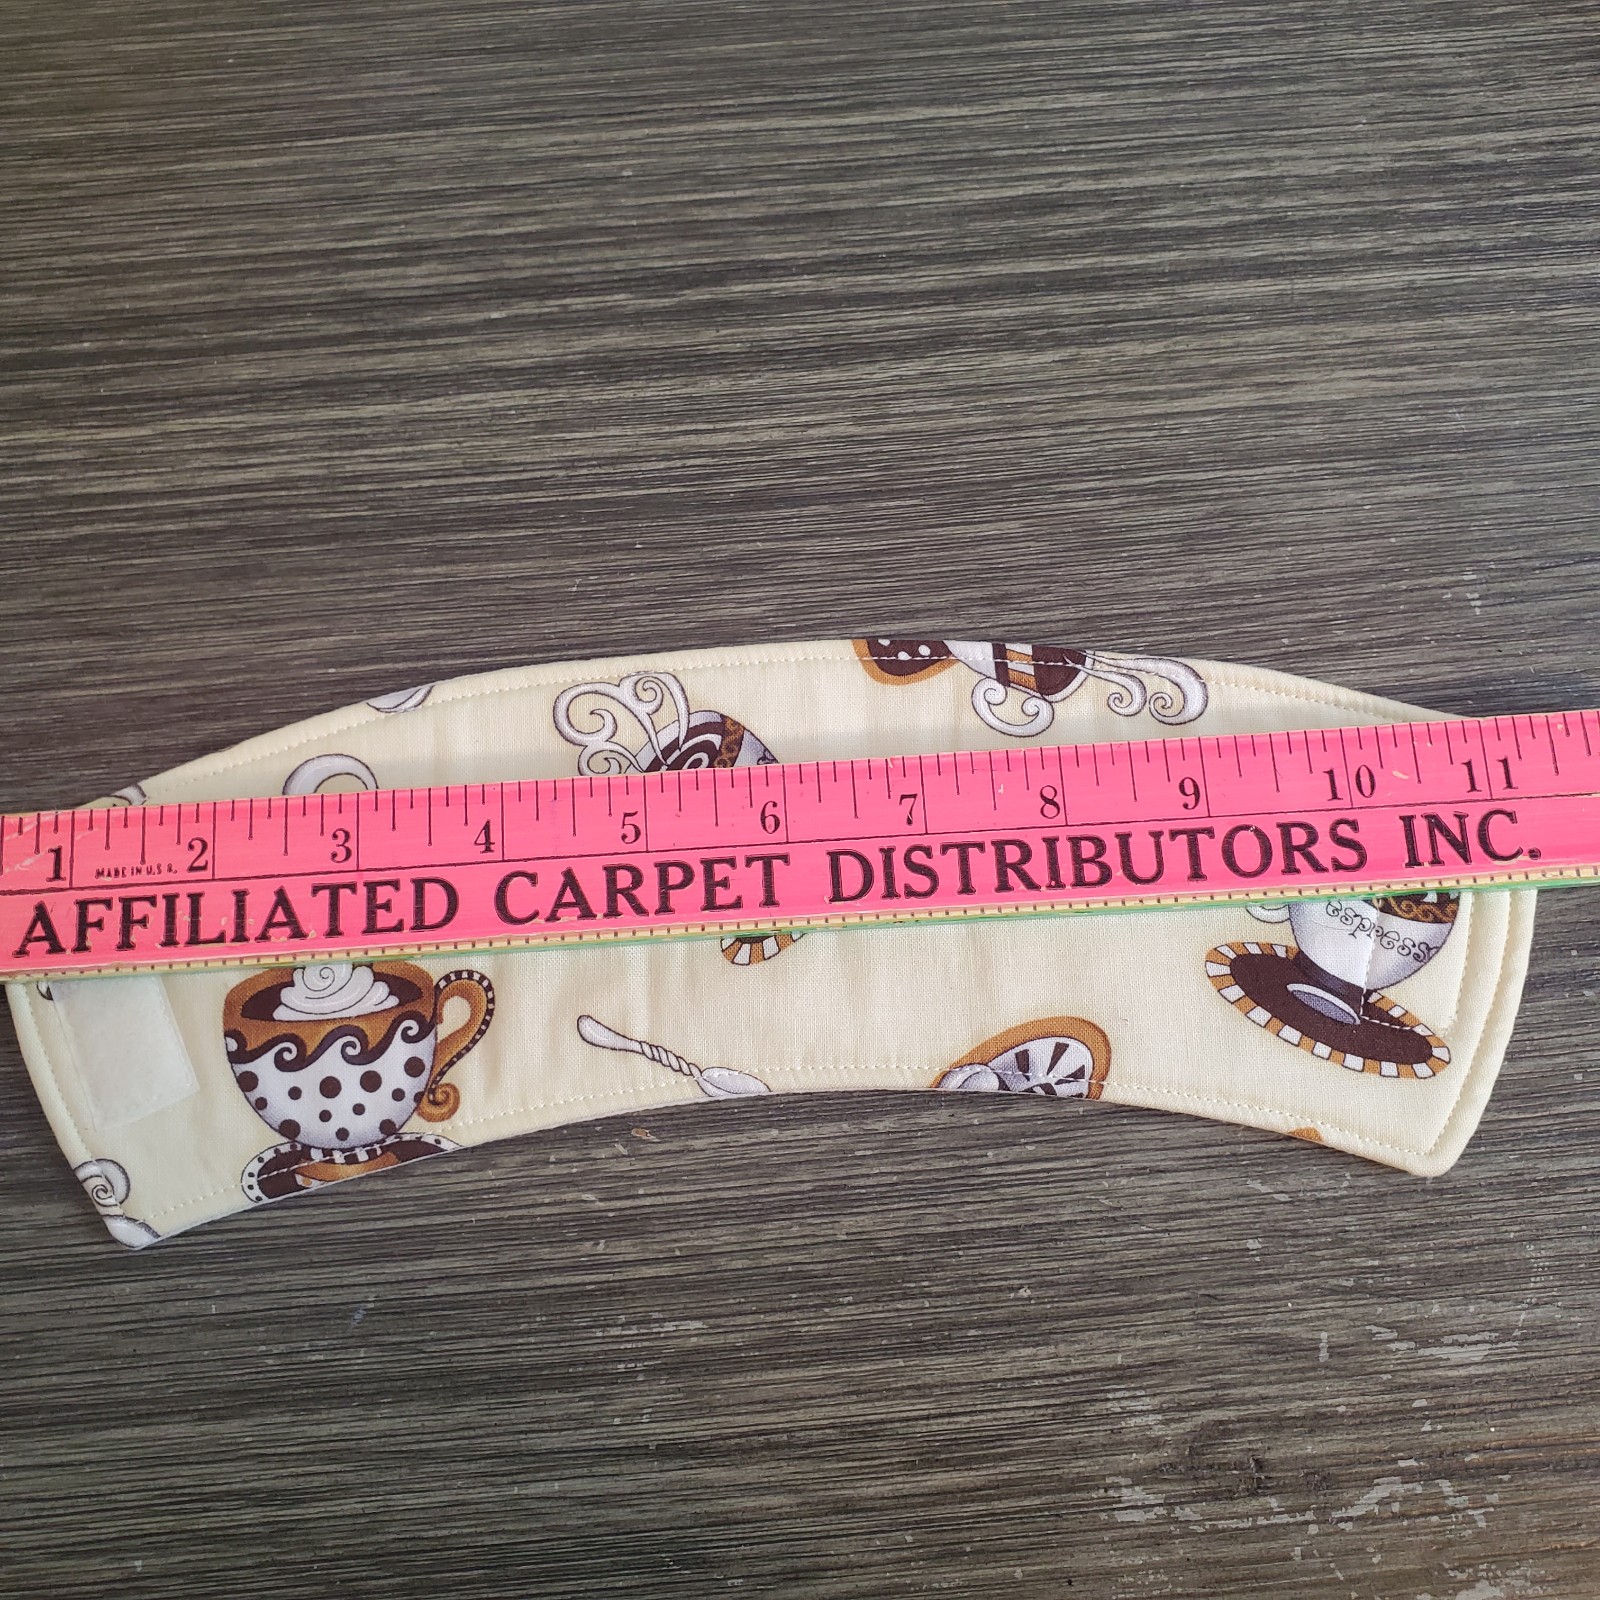 1 2 3 4 5 6 7 8 9 10 11
MADE IN U.S.A.
AFFILIATED CARPET DISTRIBUTORS INC.
espresso